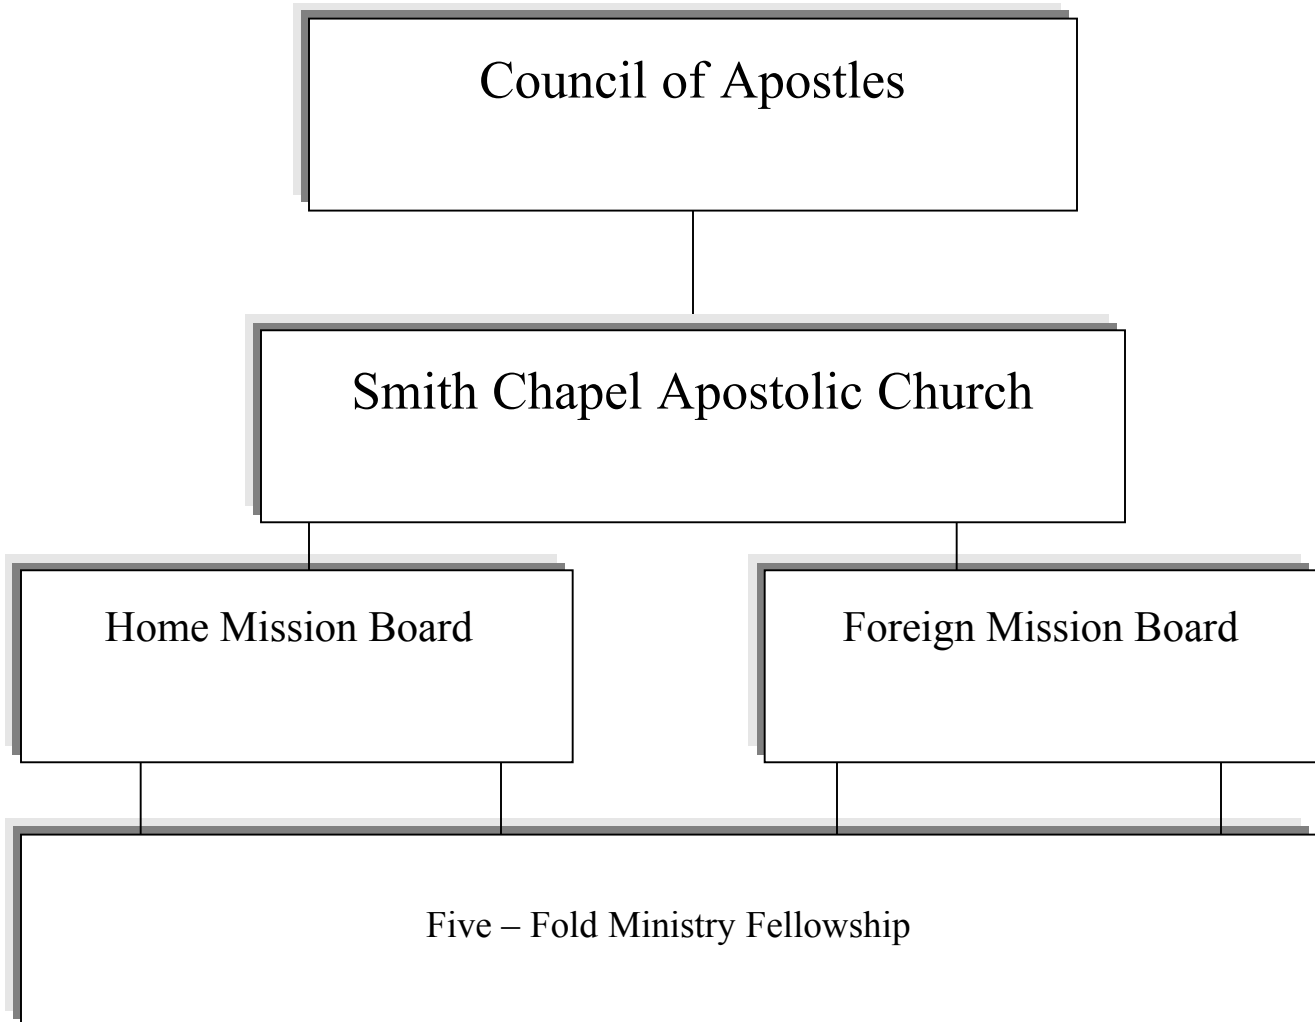 Council of Apostles
Smith Chapel Apostolic Church
Home Mission Board
Foreign Mission Board
Five – Fold Ministry Fellowship